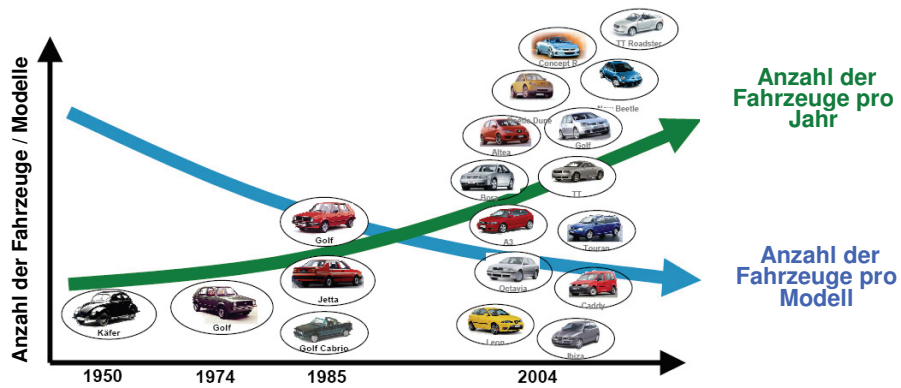 TT Roadster
Concept R
Beetle
Anzahl der
Fahrzeuge pro
Jahr
Altea
Golf
Anzahl der Fahrzeuge / Modelle
TT
Golf
A3
Touran
Anzahl der
Fahrzeuge pro
Modell
Octavia
Jetta
Caddy
Käfer
Golf
Golf Cabrio
Leon
Ibiza
1950
1974
1985
2004